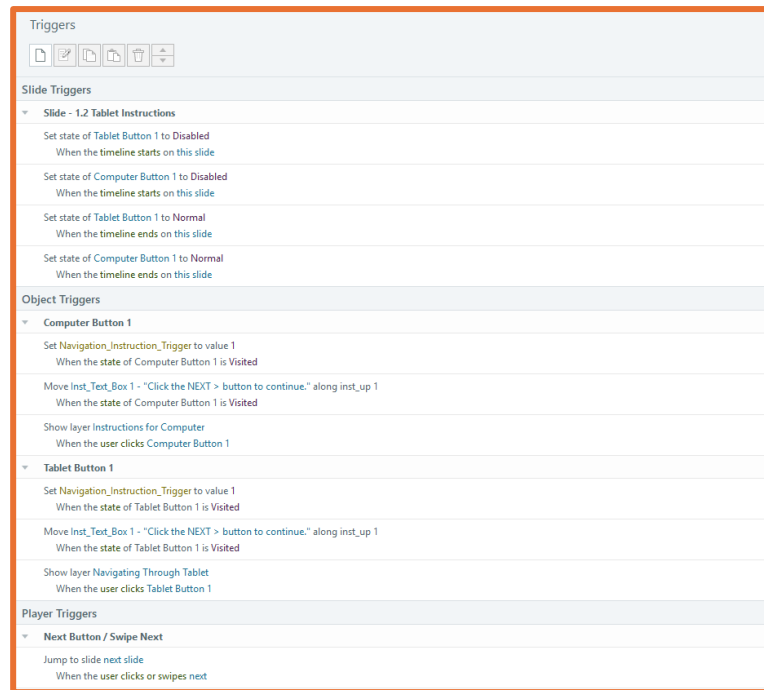 Triggers
Slide Triggers
Slide - 1.2 Tablet Instructions
Set state of Tablet Button 1 to Disabled
When the timeline starts on this slide
Set state of Computer Button 1 to Disabled
When the timeline starts on this slide
Set state of Tablet Button 1 to Normal
When the timeline ends on this slide
Set state of Computer Button 1 to Normal
When the timeline ends on this slide
Object Triggers
Computer Button 1
Set Navigation_Instruction_Trigger to value 1
When the state of Computer Button 1 is Visited
Move Inst_Text_Box 1 - "Click the NEXT > button to continue." along inst_up 1
When the state of Computer Button 1 is Visited
Show layer Instructions for Computer
When the user clicks Computer Button 1
Tablet Button 1
Set Navigation_Instruction_Trigger to value 1
When the state of Tablet Button 1 is Visited
Move Inst_Text_Box 1 - "Click the NEXT > button to continue." along inst_up 1
When the state of Tablet Button 1 is Visited
Show layer Navigating Through Tablet
When the user clicks Tablet Button 1
Player Triggers
Next Button / Swipe Next
Jump to slide next slide
When the user clicks or swipes next